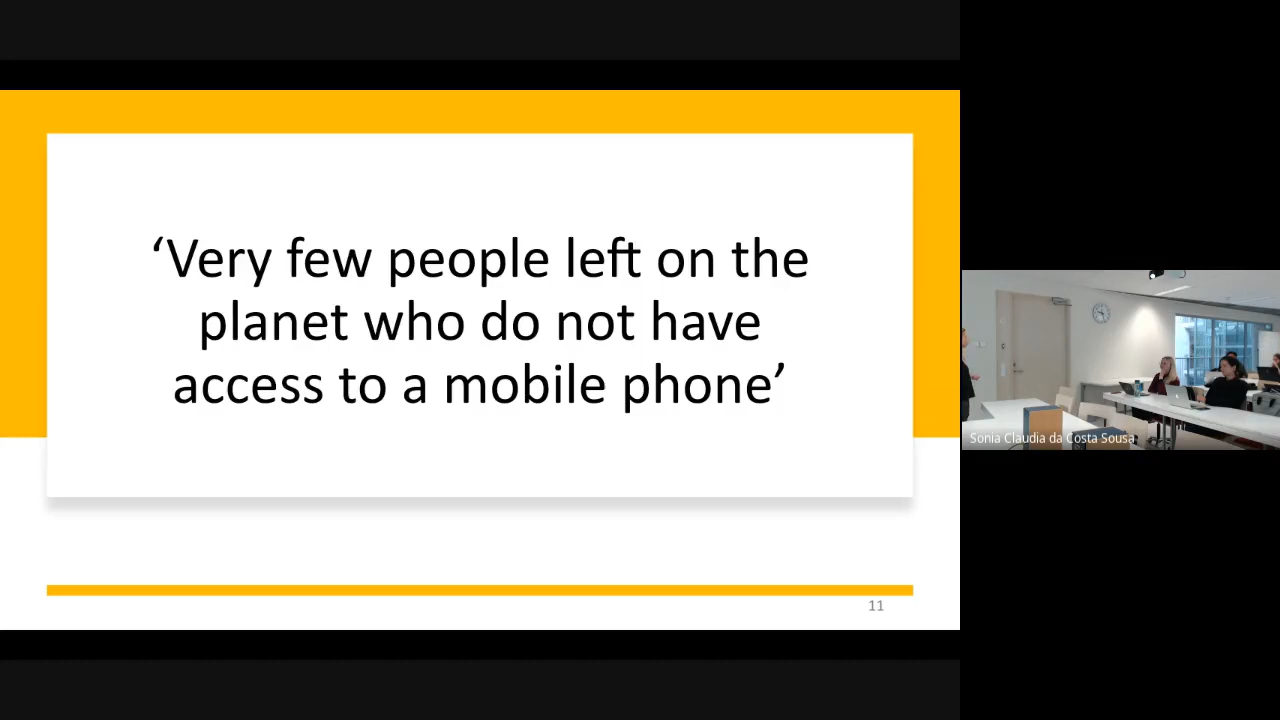 ‘Very few people left on the
planet who do not have
access to a mobile phone’
11
Sonia Claudia da Costa Sousa